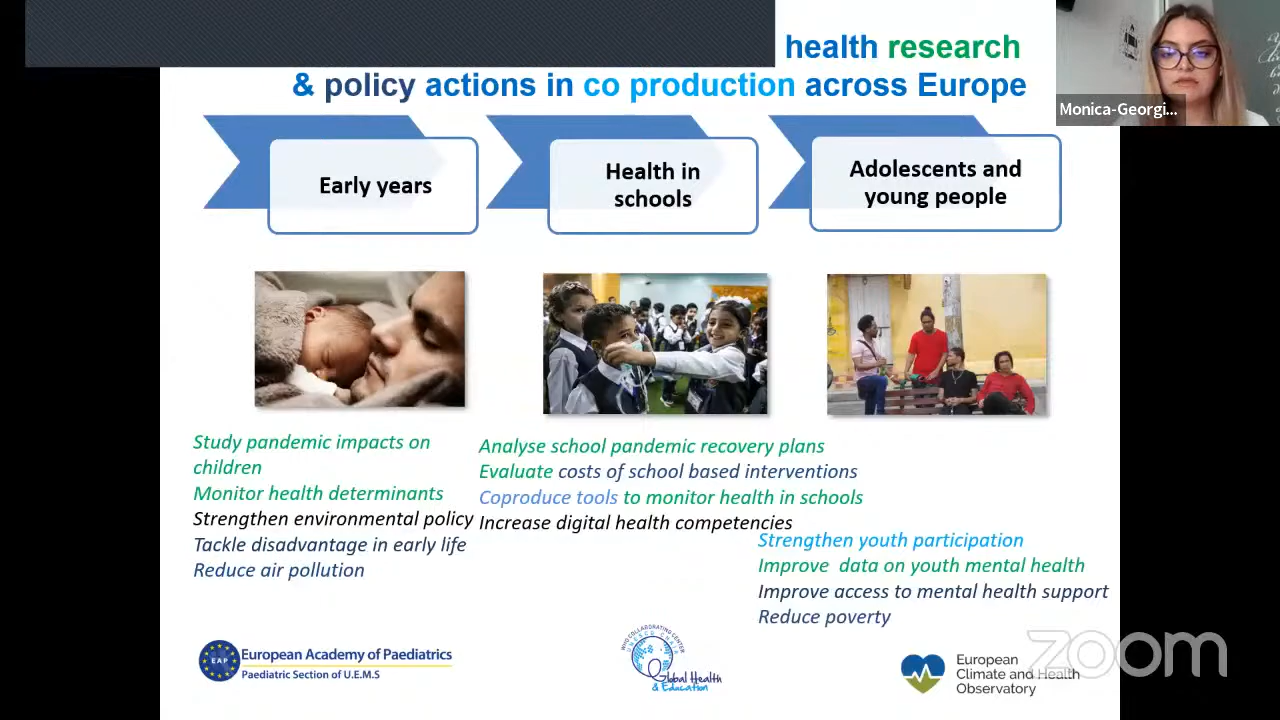 health research
& policy actions in co production across Europe
Monica-Georgi...
Early years
Health in
schools
Adolescents and
young people
Study pandemic impacts on
children
Monitor health determinants
Strengthen environmental policy
Tackle disadvantage in early life
Reduce air pollution
Analyse school pandemic recovery plans
Evaluate costs of school based interventions
Coproduce tools to monitor health in schools
Increase digital health competencies
Strengthen youth participation
Improve data on youth mental health
Improve access to mental health support
Reduce poverty
EAP
European Academy of Paediatrics
Paediatric Section of U.E.M.S
WHO COLLABORATING CENTER
UNESCO CHAIR
Global Health
& Education
European
Climate and Health
Observatory
zoom